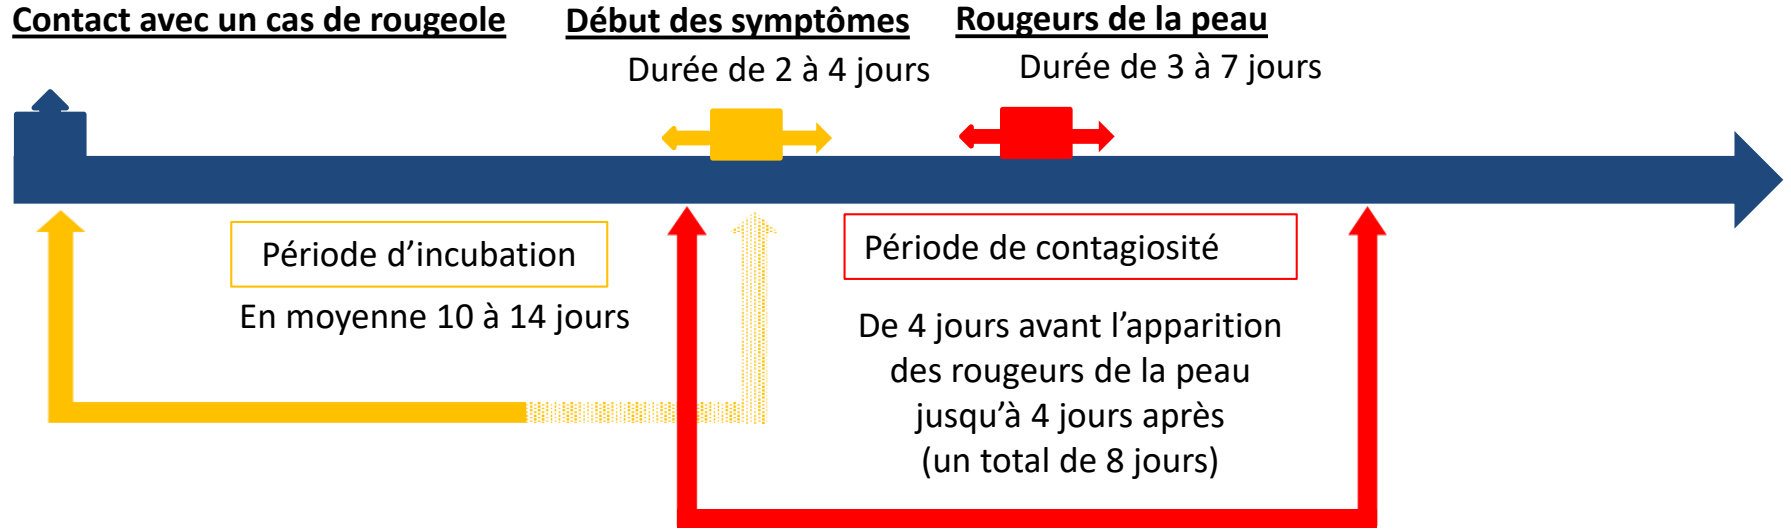 Contact avec un cas de rougeole
Début des symptômes
Durée de 2 à 4 jours
Rougeurs de la peau
Durée de 3 à 7 jours
Période d’incubation
En moyenne 10 à 14 jours
Période de contagiosité
De 4 jours avant l’apparition
des rougeurs de la peau
jusqu’à 4 jours après
(un total de 8 jours)